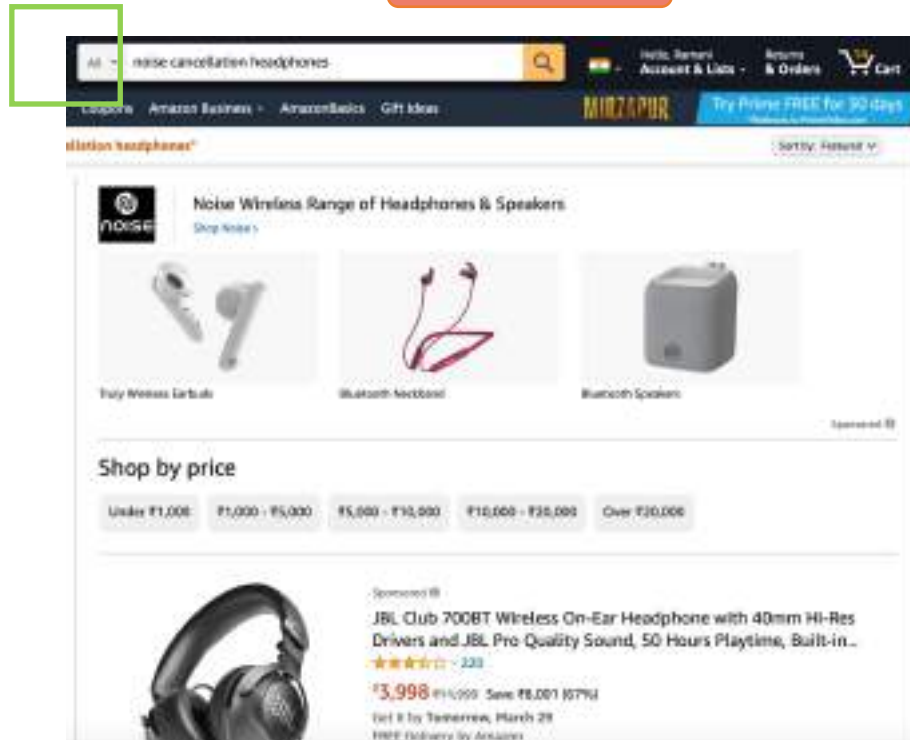 All noise cancellation headphones
Hello, Ramani
Account & Lists
Returns
& Orders
Cart
Coupons Amazon Business AmazonBasics Gift Ideas
MIRZAPUR
Try Prime FREE for 30 days
llation headphones"
Sort by: Featured
noise
Noise Wireless Range of Headphones & Speakers
Shop Noise ›
Truly Wireless Earbuds
Bluetooth Neckband
Bluetooth Speakers
Sponsored
Shop by price
Under ₹1,000
₹1,000 - ₹5,000
₹5,000 - ₹10,000
₹10,000 - ₹20,000
Over ₹20,000
Sponsored
JBL Club 700BT Wireless On-Ear Headphone with 40mm Hi-Res
Drivers and JBL Pro Quality Sound, 50 Hours Playtime, Built-in...
220
₹3,998 Save ₹8,001 (67%)
Get it by Tomorrow, March 29
FREE Delivery by Amazon